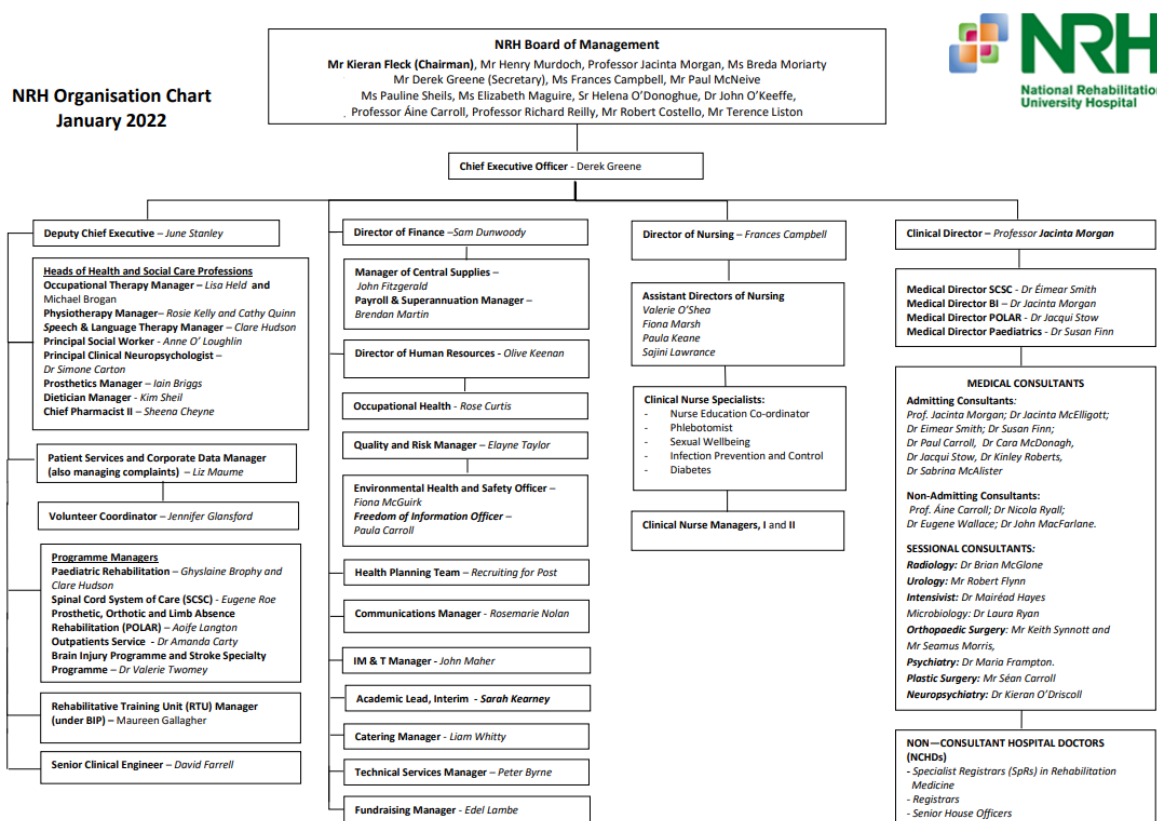 NRH Organisation Chart
January 2022
NRH Board of Management
Mr Kieran Fleck (Chairman), Mr Henry Murdoch, Professor Jacinta Morgan, Ms Breda Moriarty
Mr Derek Greene (Secretary), Ms Frances Campbell, Mr Paul McNeive
Ms Pauline Sheils, Ms Elizabeth Maguire, Sr Helena O'Donoghue, Dr John O'Keeffe,
. Professor Áine Carroll, Professor Richard Reilly, Mr Robert Costello, Mr Terence Liston
NRH
National Rehabilitation
University Hospital
Chief Executive Officer - Derek Greene
Deputy Chief Executive – June Stanley
Heads of Health and Social Care Professions
Occupational Therapy Manager – Lisa Held and
Michael Brogan
Physiotherapy Manager– Rosie Kelly and Cathy Quinn
Speech & Language Therapy Manager – Clare Hudson
Principal Social Worker - Anne O' Loughlin
Principal Clinical Neuropsychologist –
Dr Simone Carton
Prosthetics Manager – Iain Briggs
Dietician Manager - Kim Sheil
Chief Pharmacist II – Sheena Cheyne
Patient Services and Corporate Data Manager
(also managing complaints) – Liz Maume
Volunteer Coordinator – Jennifer Glansford
Programme Managers
Paediatric Rehabilitation – Ghyslaine Brophy and
Clare Hudson
Spinal Cord System of Care (SCSC) - Eugene Roe
Prosthetic, Orthotic and Limb Absence
Rehabilitation (POLAR) – Aoife Langton
Outpatients Service - Dr Amanda Carty
Brain Injury Programme and Stroke Specialty
Programme – Dr Valerie Twomey
Rehabilitative Training Unit (RTU) Manager
(under BIP) – Maureen Gallagher
Senior Clinical Engineer – David Farrell
Director of Finance –Sam Dunwoody
Manager of Central Supplies –
John Fitzgerald
Payroll & Superannuation Manager –
Brendan Martin
Director of Human Resources - Olive Keenan
Occupational Health - Rose Curtis
Quality and Risk Manager – Elayne Taylor
Environmental Health and Safety Officer –
Fiona McGuirk
Freedom of Information Officer –
Paula Carroll
Health Planning Team – Recruiting for Post
Communications Manager – Rosemarie Nolan
IM & T Manager - John Maher
Academic Lead, Interim - Sarah Kearney
Catering Manager - Liam Whitty
Technical Services Manager – Peter Byrne
Fundraising Manager – Edel Lambe
Director of Nursing – Frances Campbell
Assistant Directors of Nursing
Valerie O'Shea
Fiona Marsh
Paula Keane
Sajini Lawrance
Clinical Nurse Specialists:
- Nurse Education Co-ordinator
- Phlebotomist
- Sexual Wellbeing
- Infection Prevention and Control
- Diabetes
Clinical Nurse Managers, I and II
Clinical Director – Professor Jacinta Morgan
Medical Director SCSC - Dr Éimear Smith
Medical Director BI – Dr Jacinta Morgan
Medical Director POLAR – Dr Jacqui Stow
Medical Director Paediatrics - Dr Susan Finn
MEDICAL CONSULTANTS
Admitting Consultants:
Prof. Jacinta Morgan; Dr Jacinta McElligott;
Dr Eimear Smith; Dr Susan Finn;
Dr Paul Carroll, Dr Cara McDonagh,
Dr Jacqui Stow, Dr Kinley Roberts,
Dr Sabrina McAlister
Non-Admitting Consultants:
Prof. Áine Carroll; Dr Nicola Ryall;
Dr Eugene Wallace; Dr John MacFarlane.
SESSIONAL CONSULTANTS:
Radiology: Dr Brian McGlone
Urology: Mr Robert Flynn
Intensivist: Dr Mairéad Hayes
Microbiology: Dr Laura Ryan
Orthopaedic Surgery: Mr Keith Synnott and
Mr Seamus Morris,
Psychiatry: Dr Maria Frampton.
Plastic Surgery: Mr Séan Carroll
Neuropsychiatry: Dr Kieran O'Driscoll
NON—CONSULTANT HOSPITAL DOCTORS
(NCHDs)
- Specialist Registrars (SpRs) in Rehabilitation
Medicine
- Registrars
- Senior House Officers